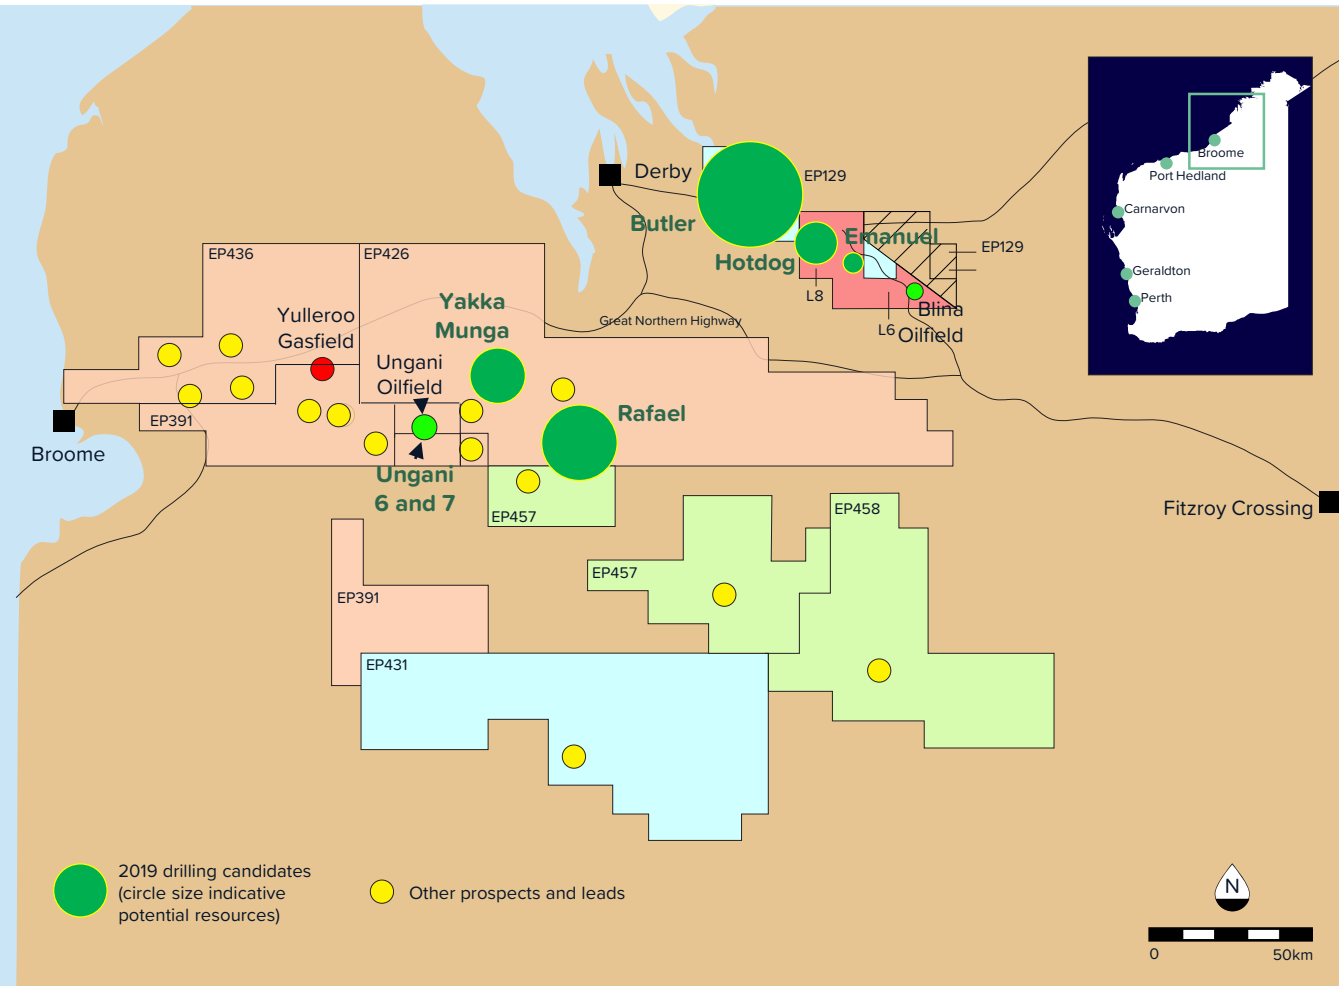 Derby
EP129
Butler
Emanuel
EP129
Hotdog
L8
Blina
Oilfield
L6
EP436
EP426
Yakka
Munga
Yulleroo
Gasfield
Great Northern Highway
Ungani
Oilfield
Rafael
EP391
Broome
Ungani
6 and 7
EP457
EP458
Fitzroy Crossing
EP457
EP391
EP431
Broome
Port Hedland
Carnarvon
Geraldton
Perth
2019 drilling candidates
(circle size indicative
potential resources)
Other prospects and leads
N
0
50km